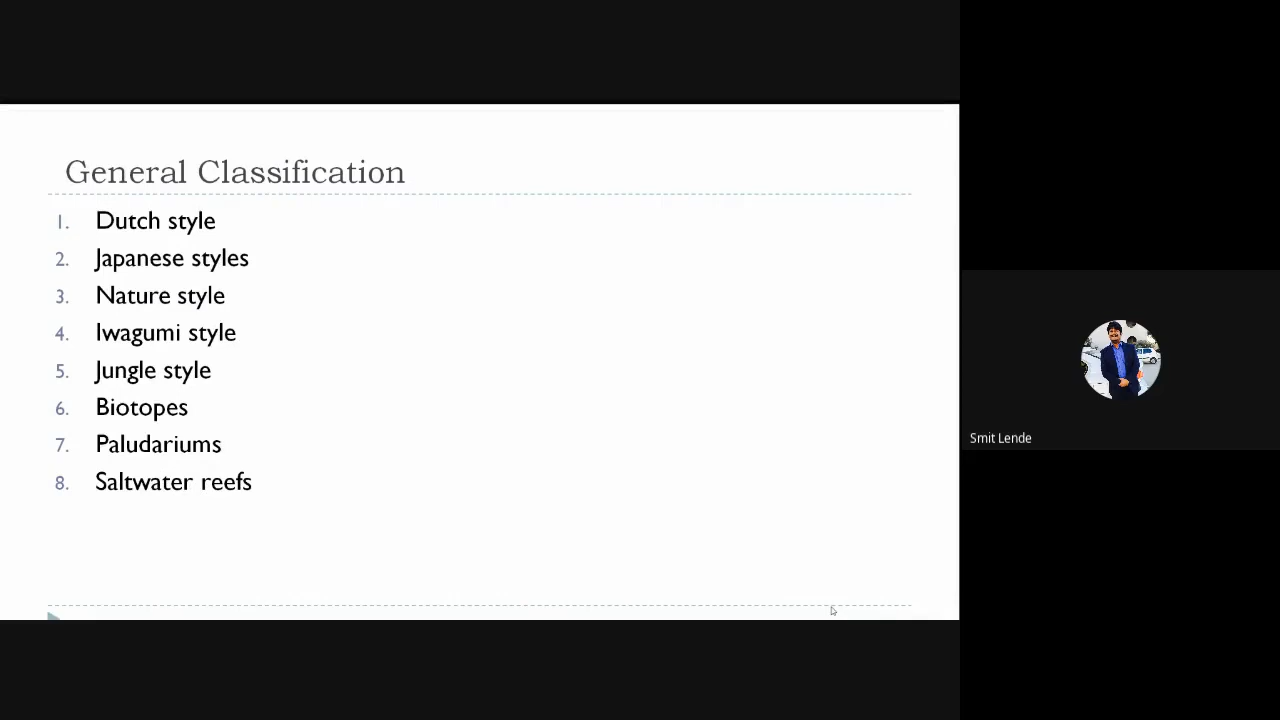 General Classification
1. Dutch style
2. Japanese styles
3. Nature style
4. Iwagumi style
5. Jungle style
6. Biotopes
7. Paludariums
8. Saltwater reefs
Smit Lende